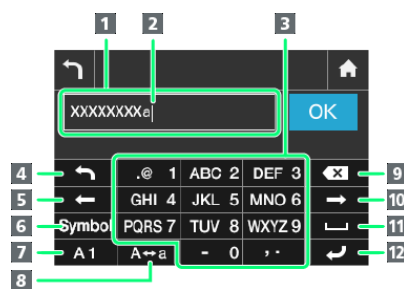 1 2 3
XXXXXXXXa OK
4 .@ 1 ABC 2 DEF 3 9
5 GHI 4 JKL 5 MNO 6 10
6 Symbol PQRS 7 TUV 8 WXYZ 9 11
7 A1 A↔a - 0 , . 12
8